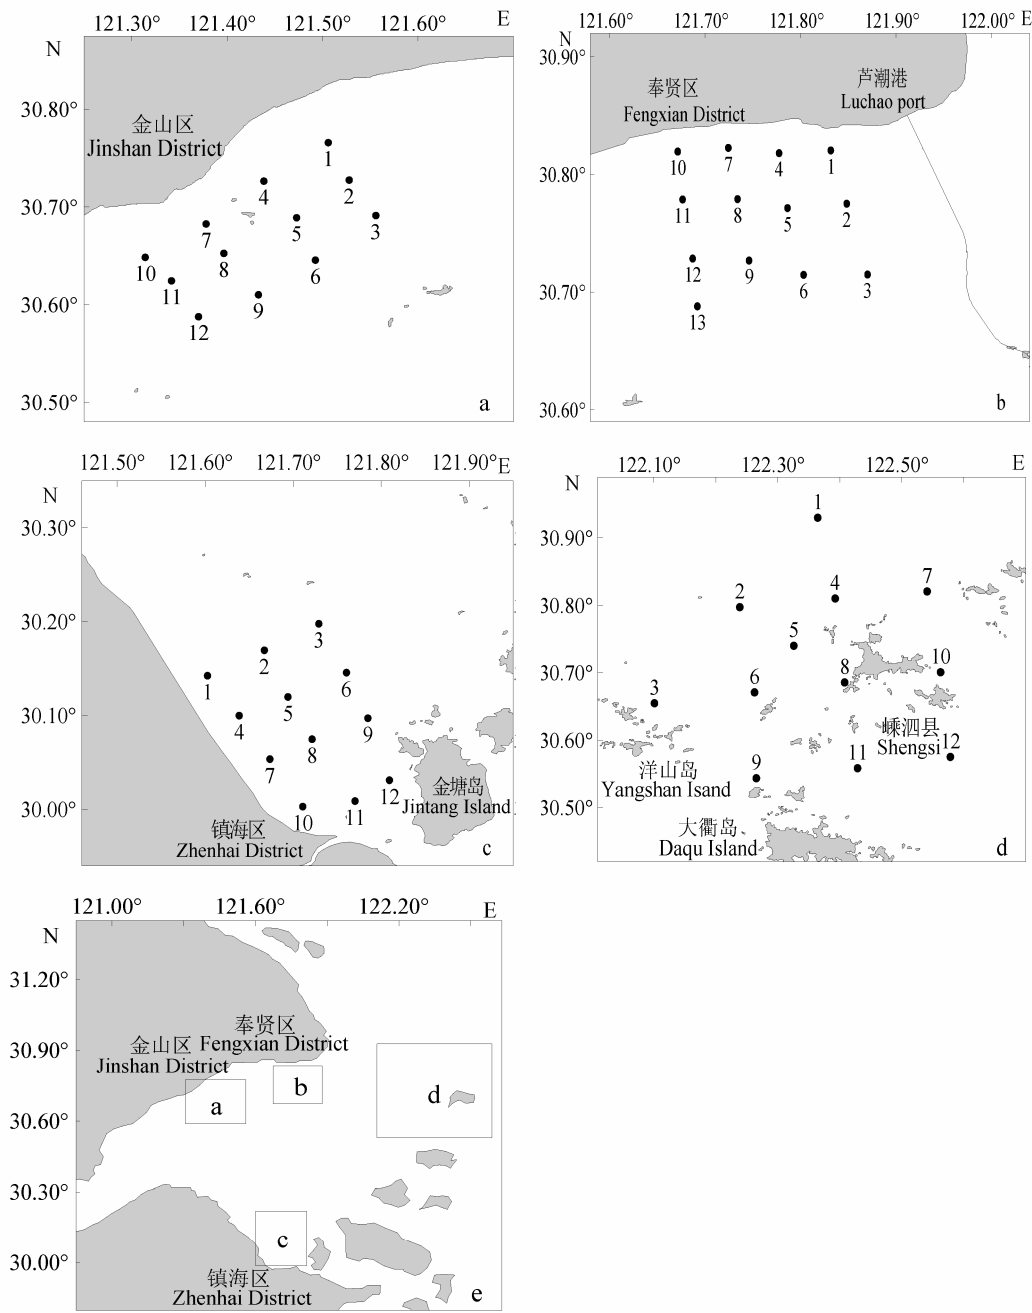 121.30° 121.40° 121.50° 121.60° E
N
30.80°
金山区
Jinshan District
1
4 2
30.70°
5 3
7
10 8 6
11
30.60° 9
12
30.50°
a
121.60° 121.70° 121.80° 121.90° 122.00° E
N
30.90°
奉贤区 芦潮港
Fengxian District Luchao port
30.80°
10 7 4 1
11 8 5 2
12 9 6 3
30.70°
13
30.60°
b
121.50° 121.60° 121.70° 121.80° 121.90° E
N
30.30°
30.20°
3
2
1 5 6
30.10°
4 8 9
7
12 金塘岛
Jintang Island
30.00°
10 11
镇海区
Zhenhai District
c
122.10° 122.30° 122.50° E
N
1
30.90°
2 4 7
30.80°
5
8 10
30.70°
3 6
嵊泗县
Shengsi 12
30.60°
9 11
洋山岛
Yangshan Isand
30.50°
大衢岛
Daqu Island
d
121.00° 121.60° 122.20° E
N
31.20°
奉贤区
金山区 Fengxian District
30.90°
Jinshan District
a b d
30.60°
30.30°
c
30.00°
镇海区
Zhenhai District
e